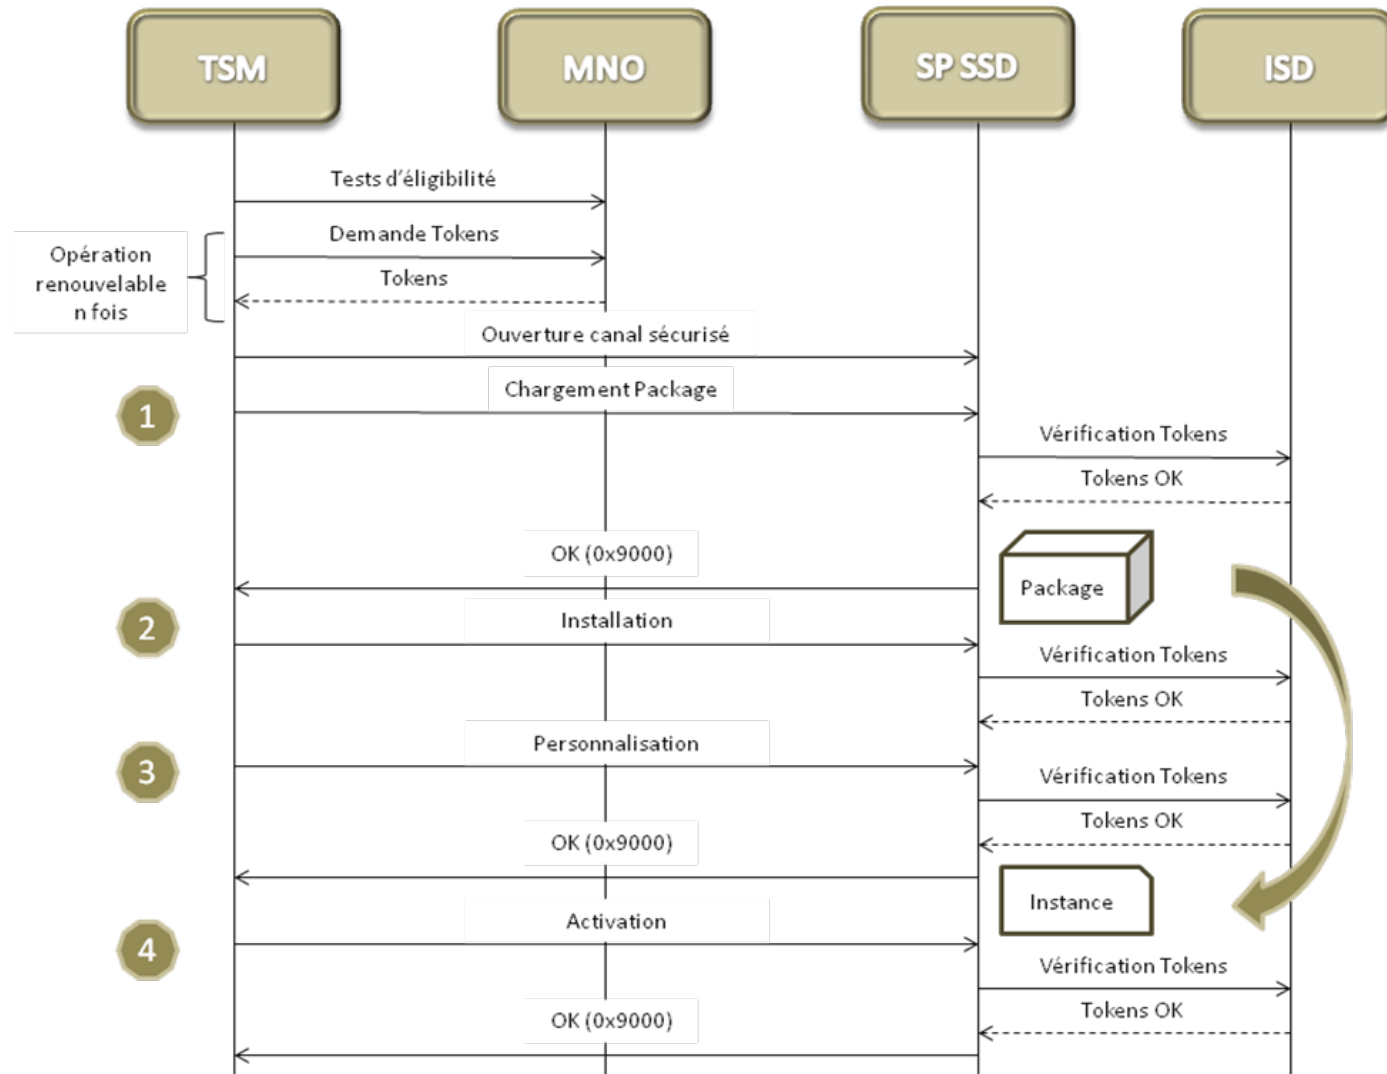 TSM
MNO
SP SSD
ISD
Tests d'éligibilité
Demande Tokens
Opération
renouvelable
n fois
Tokens
Ouverture canal sécurisé
Chargement Package
1
Vérification Tokens
Tokens OK
OK (0x9000)
Package
2
Installation
Vérification Tokens
Tokens OK
Personnalisation
3
Vérification Tokens
Tokens OK
OK (0x9000)
Instance
Activation
4
Vérification Tokens
Tokens OK
OK (0x9000)